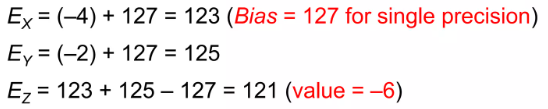 E_X = (–4) + 127 = 123 (Bias = 127 for single precision)
E_Y = (–2) + 127 = 125
E_Z = 123 + 125 – 127 = 121 (value = –6)